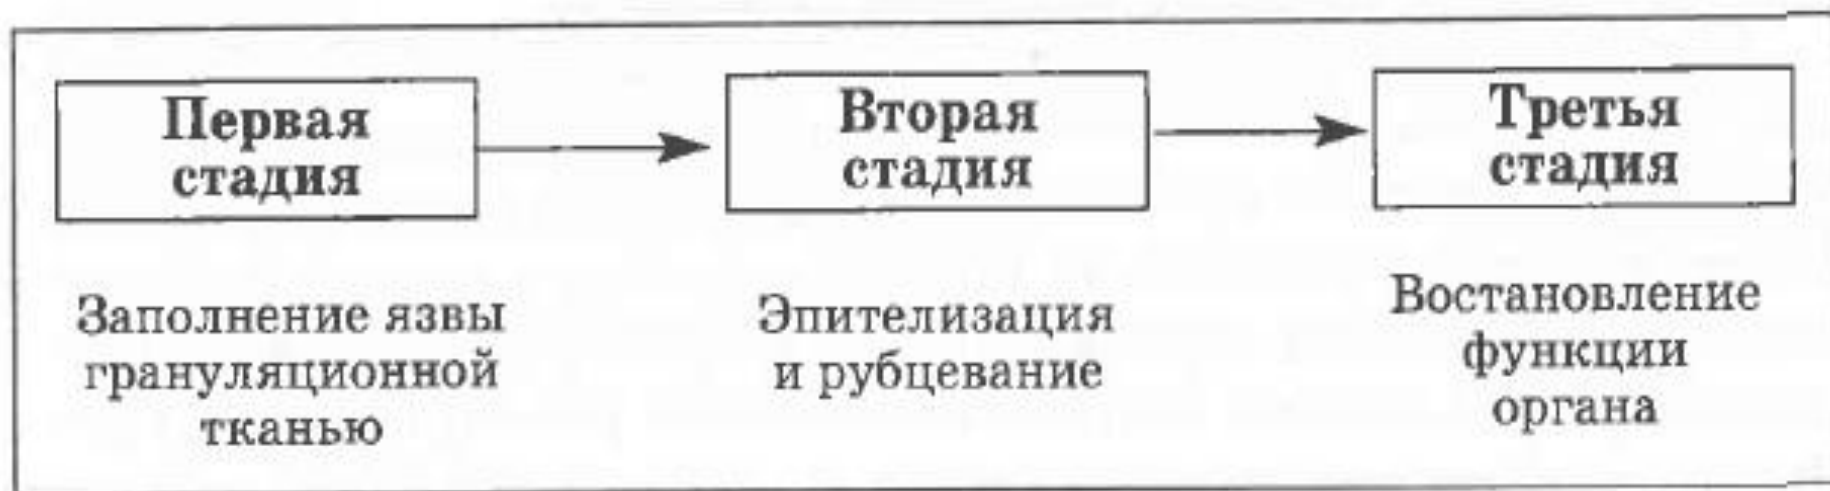 Первая
стадия
Вторая
стадия
Третья
стадия
Заполнение язвы
грануляционной
тканью
Эпителизация
и рубцевание
Востановление
функции
органа